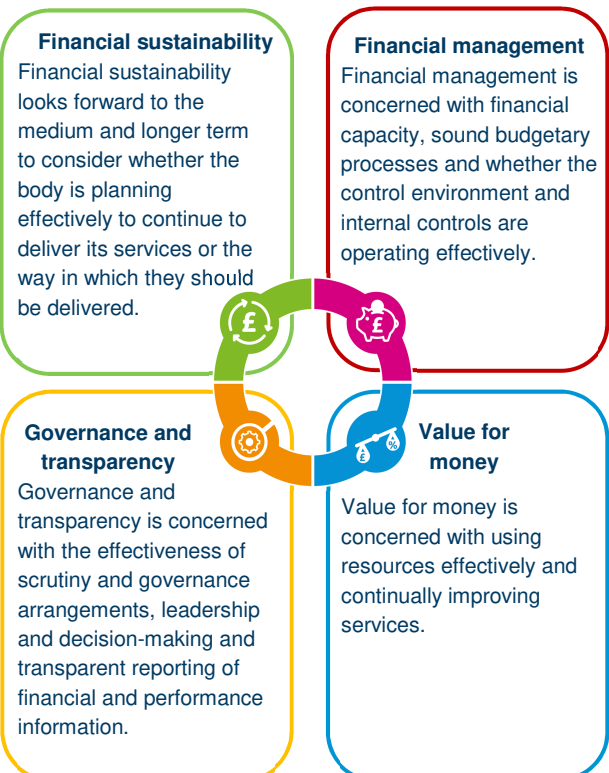 Financial sustainability
Financial sustainability
looks forward to the
medium and longer term
to consider whether the
body is planning
effectively to continue to
deliver its services or the
way in which they should
be delivered.
Financial management
Financial management is
concerned with financial
capacity, sound budgetary
processes and whether the
control environment and
internal controls are
operating effectively.
£
£
Governance and
transparency
Governance and
transparency is concerned
with the effectiveness of
scrutiny and governance
arrangements, leadership
and decision-making and
transparent reporting of
financial and performance
information.
£
%
Value for
money
Value for money is
concerned with using
resources effectively and
continually improving
services.